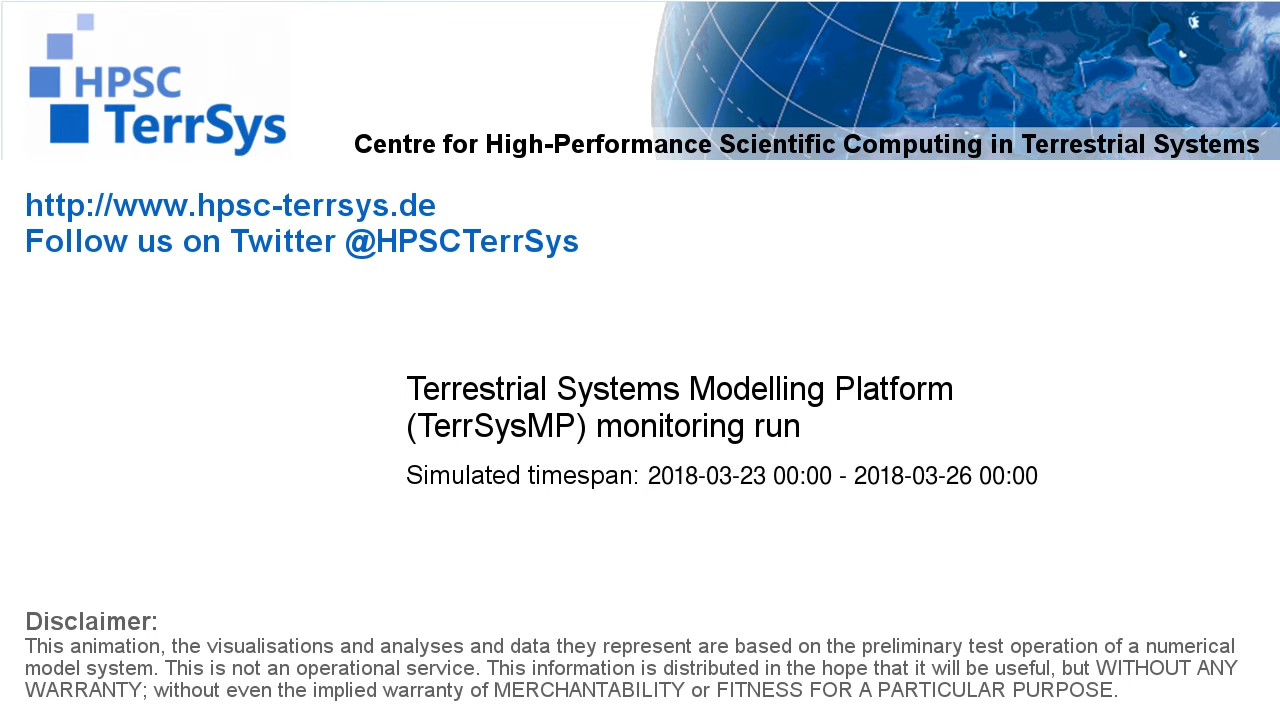 HPSC
TerrSys
Centre for High-Performance Scientific Computing in Terrestrial Systems
http://www.hpsc-terrsys.de
Follow us on Twitter @HPSCTerrSys
Terrestrial Systems Modelling Platform
(TerrSysMP) monitoring run
Simulated timespan: 2018-03-23 00:00 - 2018-03-26 00:00
Disclaimer:
This animation, the visualisations and analyses and data they represent are based on the preliminary test operation of a numerical
model system. This is not an operational service. This information is distributed in the hope that it will be useful, but WITHOUT ANY
WARRANTY; without even the implied warranty of MERCHANTABILITY or FITNESS FOR A PARTICULAR PURPOSE.